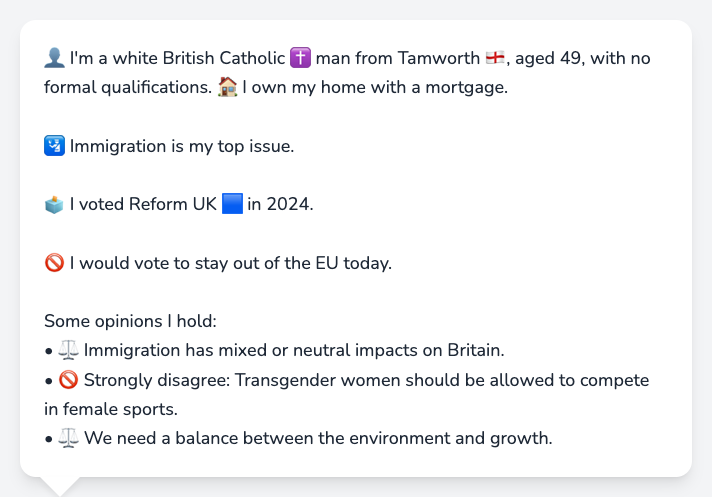 👤 I'm a white British Catholic ✝️ man from Tamworth 🏴󠁧󠁢󠁥󠁮󠁧󠁿, aged 49, with no
formal qualifications. 🏠 I own my home with a mortgage.
🛂 Immigration is my top issue.
🗳️ I voted Reform UK 🟦 in 2024.
🚫 I would vote to stay out of the EU today.
Some opinions I hold:
• ⚖️ Immigration has mixed or neutral impacts on Britain.
• 🚫 Strongly disagree: Transgender women should be allowed to compete
in female sports.
• ⚖️ We need a balance between the environment and growth.